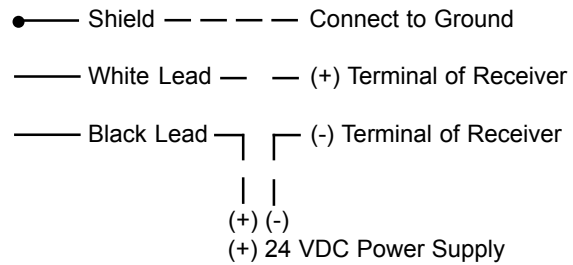 Shield Connect to Ground
White Lead (+) Terminal of Receiver
Black Lead (-) Terminal of Receiver
(+) (-)
(+) 24 VDC Power Supply